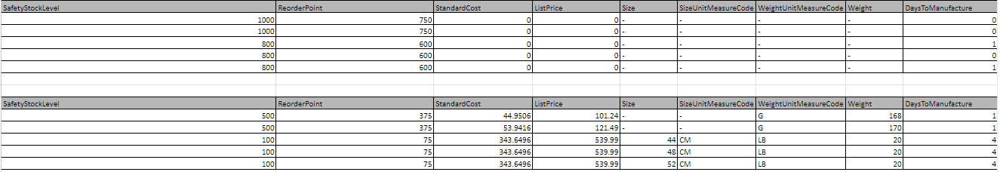 SafetyStockLevel ReorderPoint StandardCost ListPrice Size SizeUnitMeasureCode WeightUnitMeasureCode Weight DaysToManufacture
1000 750 0 0 - - - - 0
1000 750 0 0 - - - - 0
800 600 0 0 - - - - 1
800 600 0 0 - - - - 0
800 600 0 0 - - - - 1
SafetyStockLevel ReorderPoint StandardCost ListPrice Size SizeUnitMeasureCode WeightUnitMeasureCode Weight DaysToManufacture
500 375 44.9506 101.24 - - G 168 1
500 375 53.9416 121.49 - - G 170 1
100 75 343.6496 539.99 44 CM LB 20 4
100 75 343.6496 539.99 48 CM LB 20 4
100 75 343.6496 539.99 52 CM LB 20 4